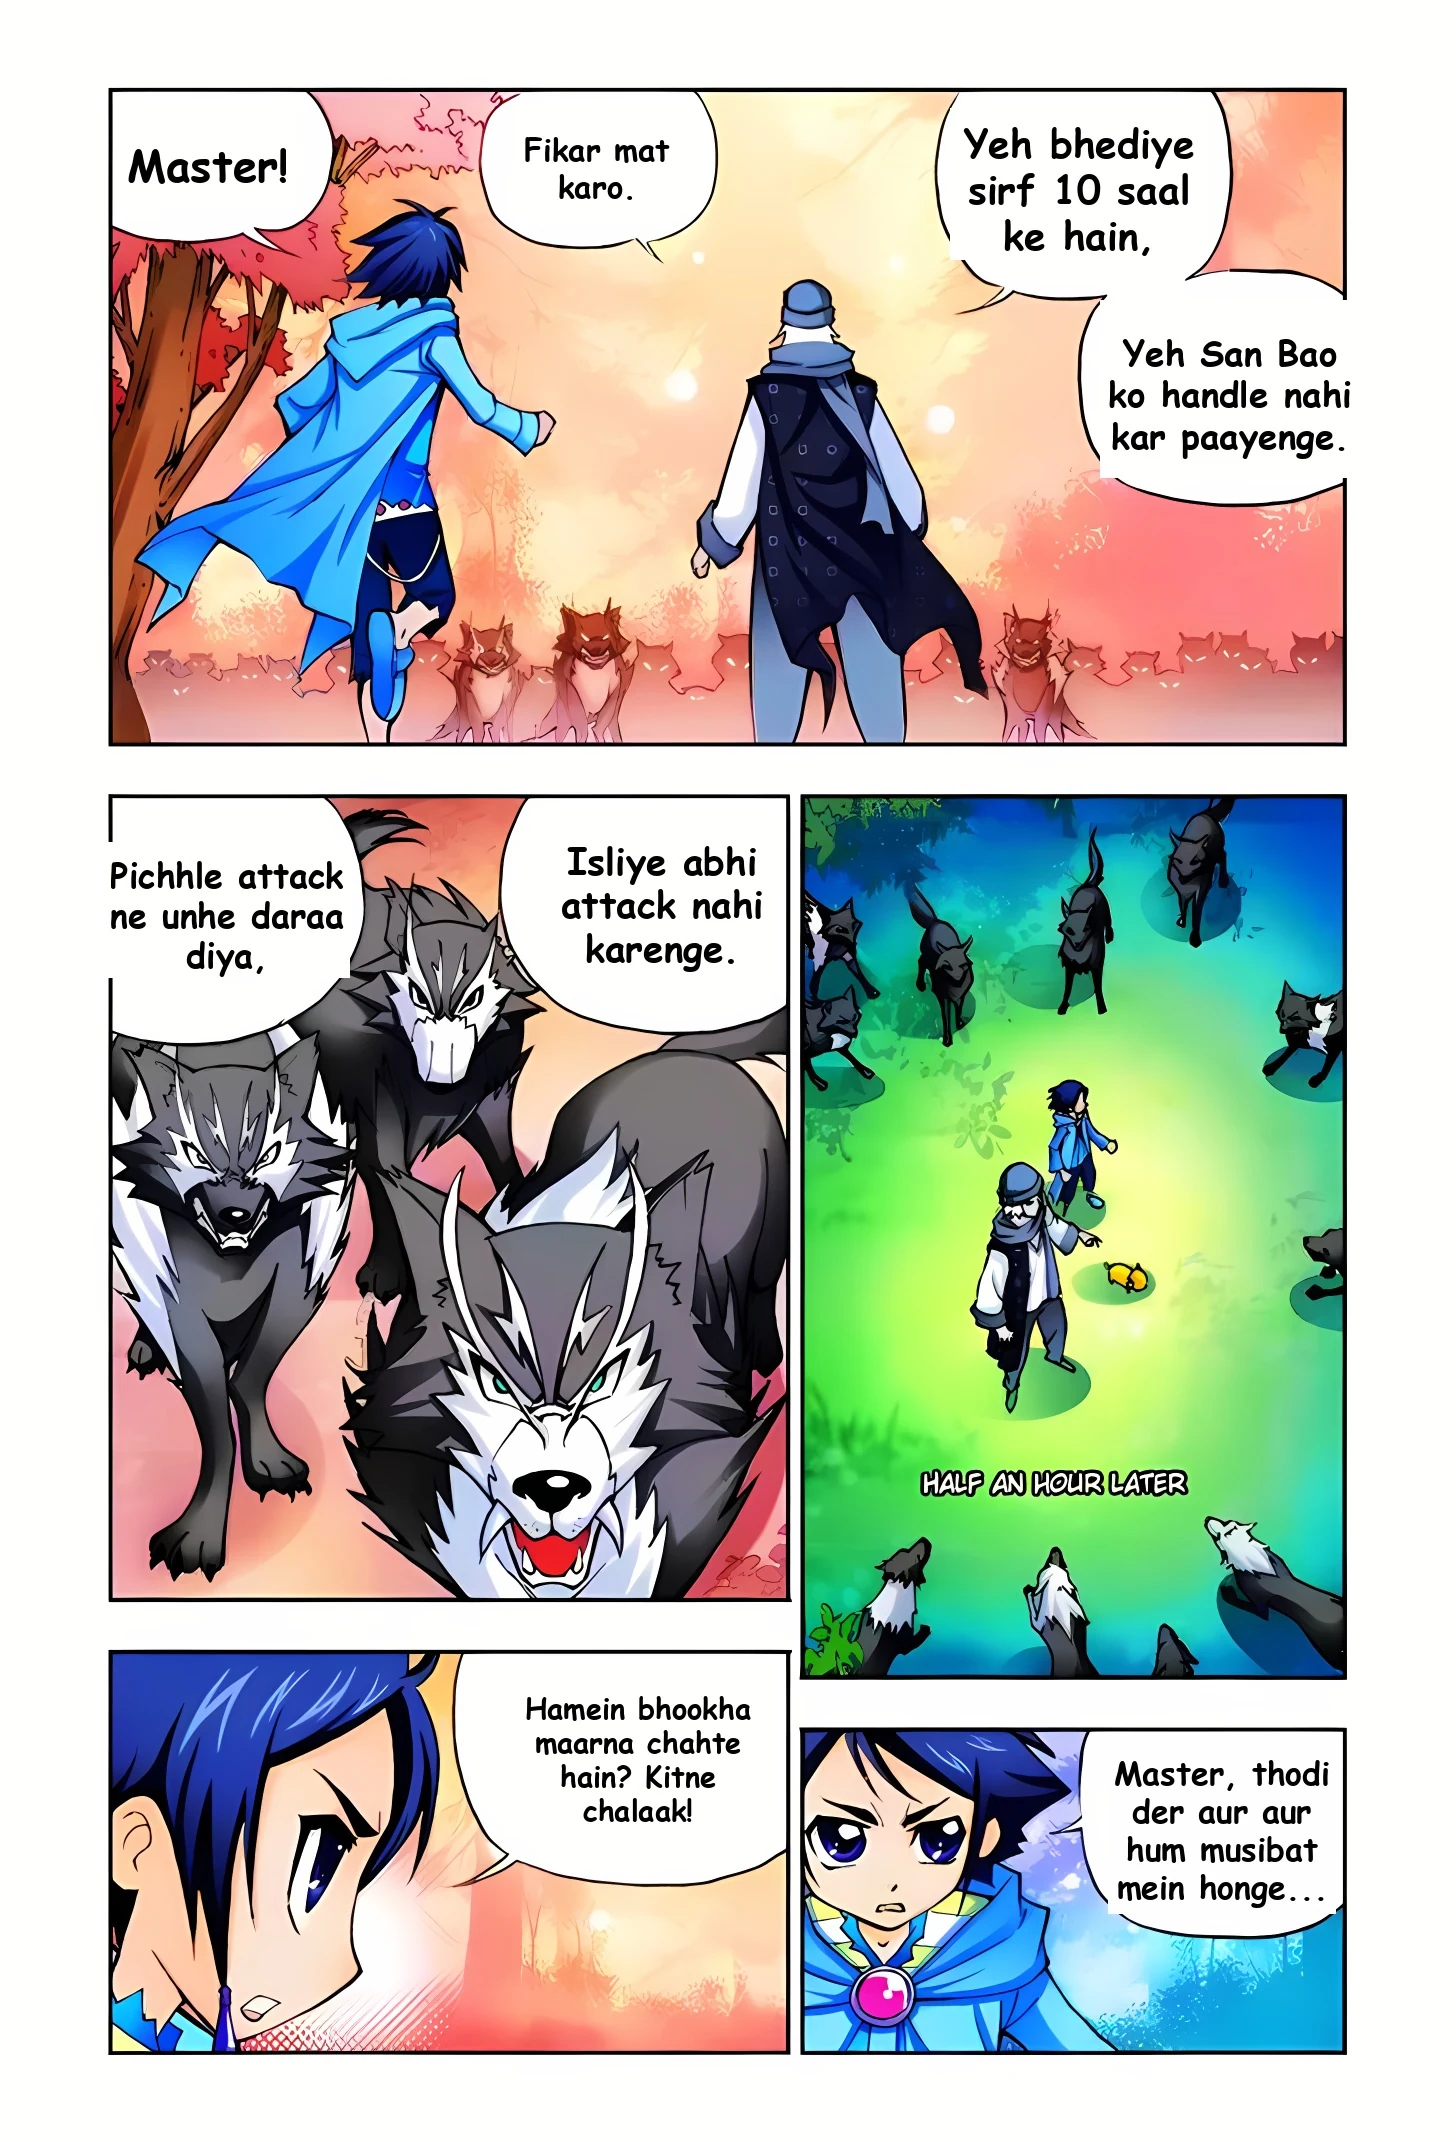 Master!
Fikar mat
karo.
Yeh bhediye
sirf 10 saal
ke hain,
Yeh San Bao
ko handle nahi
kar paayenge.
Pichhle attack
ne unhe daraa
diya,
Isliye abhi
attack nahi
karenge.
HALF AN HOUR LATER
Hamein bhookha
maarna chahte
hain? Kitne
chalaak!
Master, thodi
der aur aur
hum musibat
mein honge...